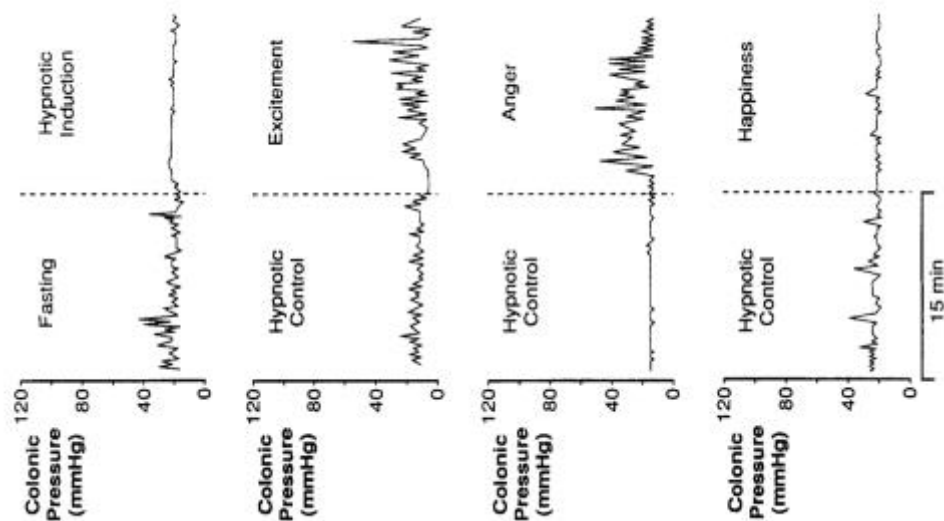 Colonic
Pressure
(mmHg)
120
80
40
0
Fasting
Hypnotic
Induction
Colonic
Pressure
(mmHg)
120
80
40
0
Hypnotic
Control
Excitement
Colonic
Pressure
(mmHg)
120
80
40
0
Hypnotic
Control
Anger
Colonic
Pressure
(mmHg)
120
80
40
0
Hypnotic
Control
Happiness
15 min